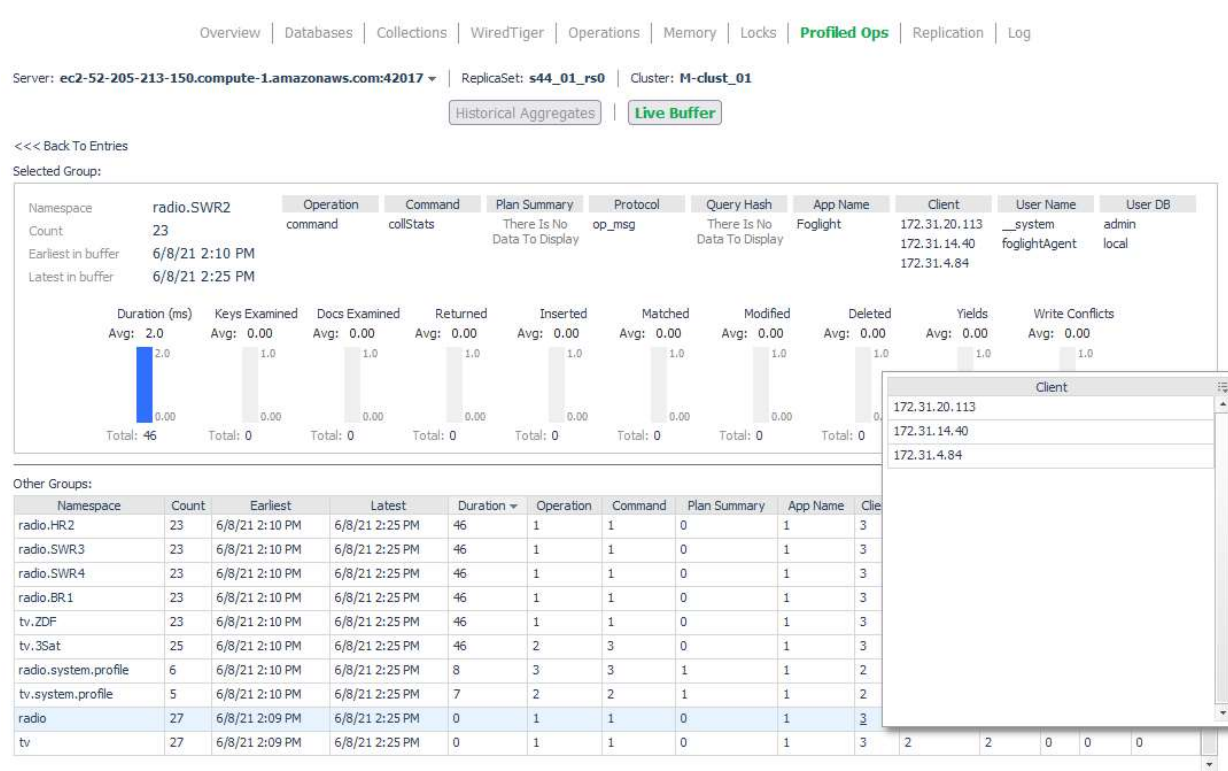 Overview | Databases | Collections | WiredTiger | Operations | Memory | Locks | Profiled Ops | Replication | Log
Server: ec2-52-205-213-150.compute-1.amazonaws.com:42017 | ReplicaSet: s44_01_rs0 | Cluster: M-clust_01
Historical Aggregates | Live Buffer
<<< Back To Entries
Selected Group:
Namespace radio.SWR2
Count 23
Earliest in buffer 6/8/21 2:10 PM
Latest in buffer 6/8/21 2:25 PM
Operation
command
Command
collStats
Plan Summary
There Is No
Data To Display
Protocol
op_msg
Query Hash
There Is No
Data To Display
App Name
Foglight
Client
172.31.20.113
172.31.14.40
172.31.4.84
User Name
__system
foglightAgent
User DB
admin
local
Duration (ms) Keys Examined Docs Examined Returned Inserted Matched Modified Deleted Yields Write Conflicts
Avg: 2.0 Avg: 0.00 Avg: 0.00 Avg: 0.00 Avg: 0.00 Avg: 0.00 Avg: 0.00 Avg: 0.00 Avg: 0.00 Avg: 0.00
2.0 1.0 1.0 1.0 1.0 1.0 1.0 1.0 1.0 1.0
0.00 0.00 0.00 0.00 0.00 0.00 0.00
Total: 46 Total: 0 Total: 0 Total: 0 Total: 0 Total: 0 Total: 0 Total: 0
Client
172.31.20.113
172.31.14.40
172.31.4.84
Other Groups:
Namespace Count Earliest Latest Duration Operation Command Plan Summary App Name Clie
radio.HR2 23 6/8/21 2:10 PM 6/8/21 2:25 PM 46 1 1 0 1 3
radio.SWR3 23 6/8/21 2:10 PM 6/8/21 2:25 PM 46 1 1 0 1 3
radio.SWR4 23 6/8/21 2:10 PM 6/8/21 2:25 PM 46 1 1 0 1 3
radio.BR1 23 6/8/21 2:10 PM 6/8/21 2:25 PM 46 1 1 0 1 3
tv.ZDF 23 6/8/21 2:10 PM 6/8/21 2:25 PM 46 1 1 0 1 3
tv.3Sat 25 6/8/21 2:10 PM 6/8/21 2:25 PM 46 2 3 0 1 3
radio.system.profile 6 6/8/21 2:10 PM 6/8/21 2:25 PM 8 3 3 1 1 2
tv.system.profile 5 6/8/21 2:10 PM 6/8/21 2:25 PM 7 2 2 1 1 2
radio 27 6/8/21 2:09 PM 6/8/21 2:25 PM 0 1 1 0 1 3
tv 27 6/8/21 2:09 PM 6/8/21 2:25 PM 0 1 1 0 1 3 2 2 0 0 0